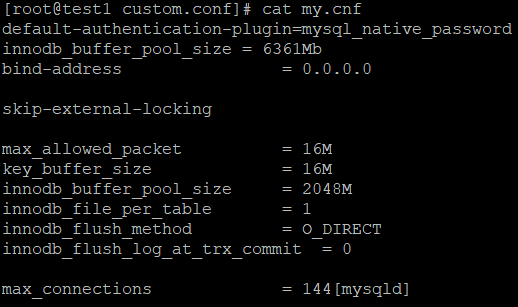 [root@test1 custom.conf]# cat my.cnf
default-authentication-plugin=mysql_native_password
innodb_buffer_pool_size = 6361Mb
bind-address = 0.0.0.0
skip-external-locking
max_allowed_packet = 16M
key_buffer_size = 16M
innodb_buffer_pool_size = 2048M
innodb_file_per_table = 1
innodb_flush_method = O_DIRECT
innodb_flush_log_at_trx_commit = 0
max_connections = 144[mysqld]